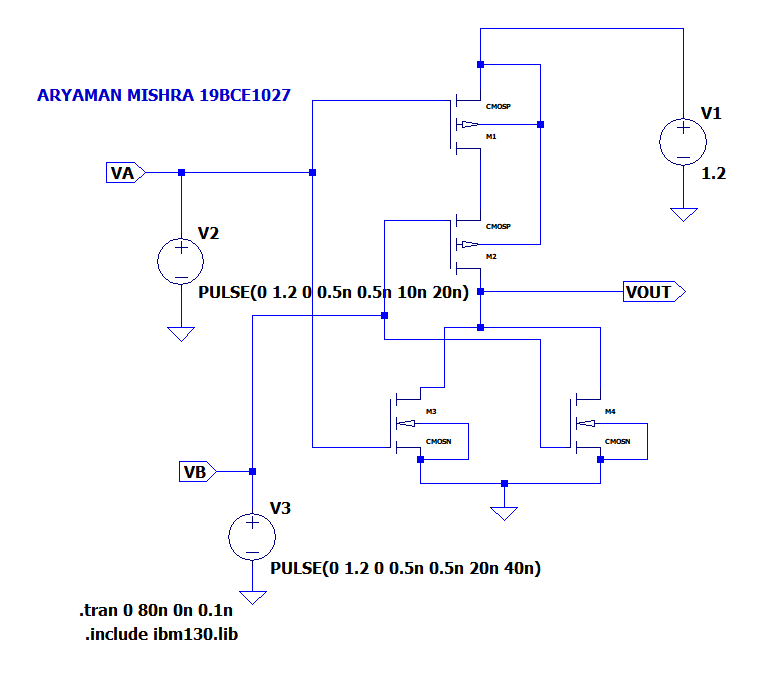 ARYAMAN MISHRA 19BCE1027
CMOSP
M1
V1
1.2
VA
V2
CMOSP
M2
PULSE(0 1.2 0 0.5n 0.5n 10n 20n)
VOUT
M3
CMOSN
M4
CMOSN
VB
V3
PULSE(0 1.2 0 0.5n 0.5n 20n 40n)
.tran 0 80n 0n 0.1n
.include ibm130.lib